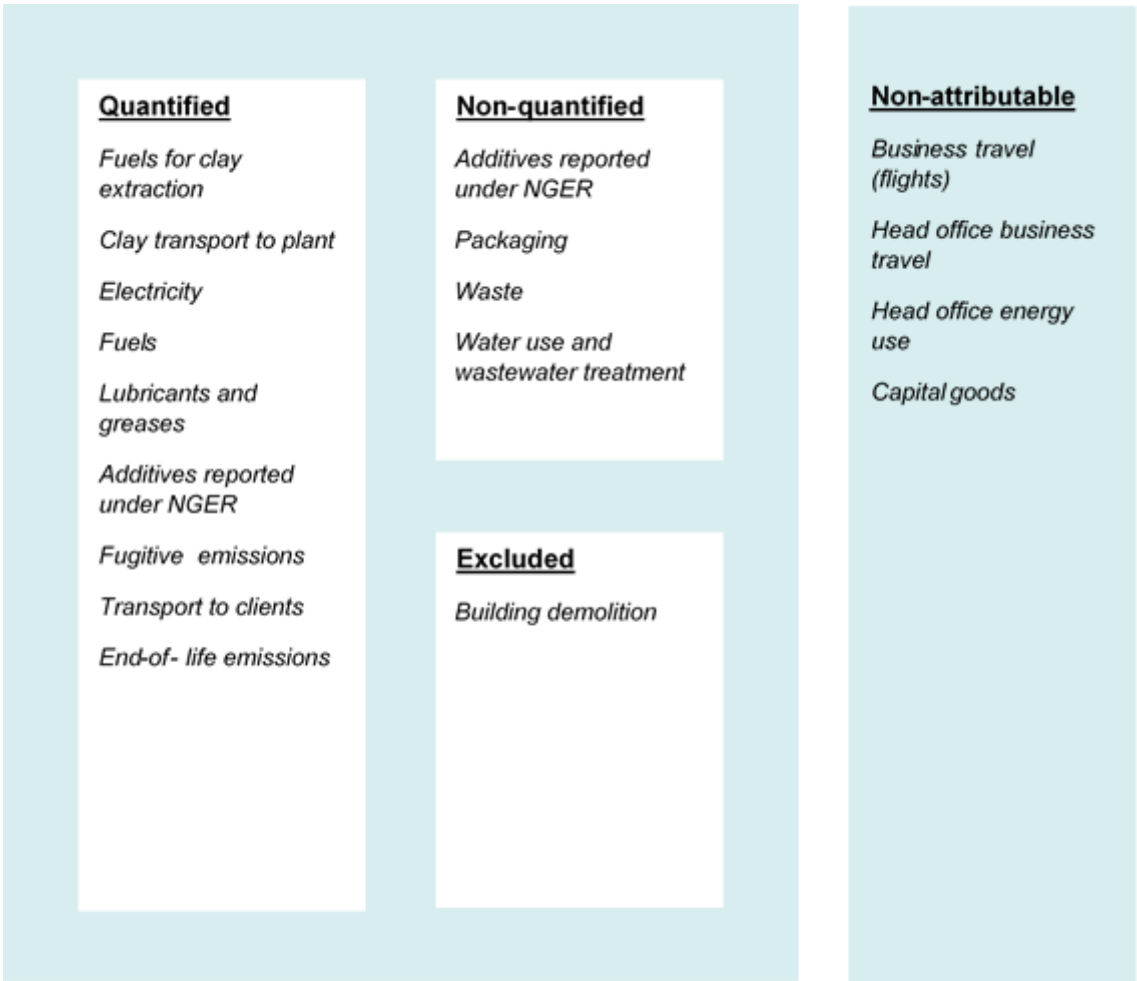 Quantified
Fuels for clay
extraction
Clay transport to plant
Electricity
Fuels
Lubricants and
greases
Additives reported
under NGER
Fugitive emissions
Transport to clients
End-of- life emissions
Non-quantified
Additives reported
under NGER
Packaging
Waste
Water use and
wastewater treatment
Excluded
Building demolition
Non-attributable
Business travel
(flights)
Head office business
travel
Head office energy
use
Capital goods